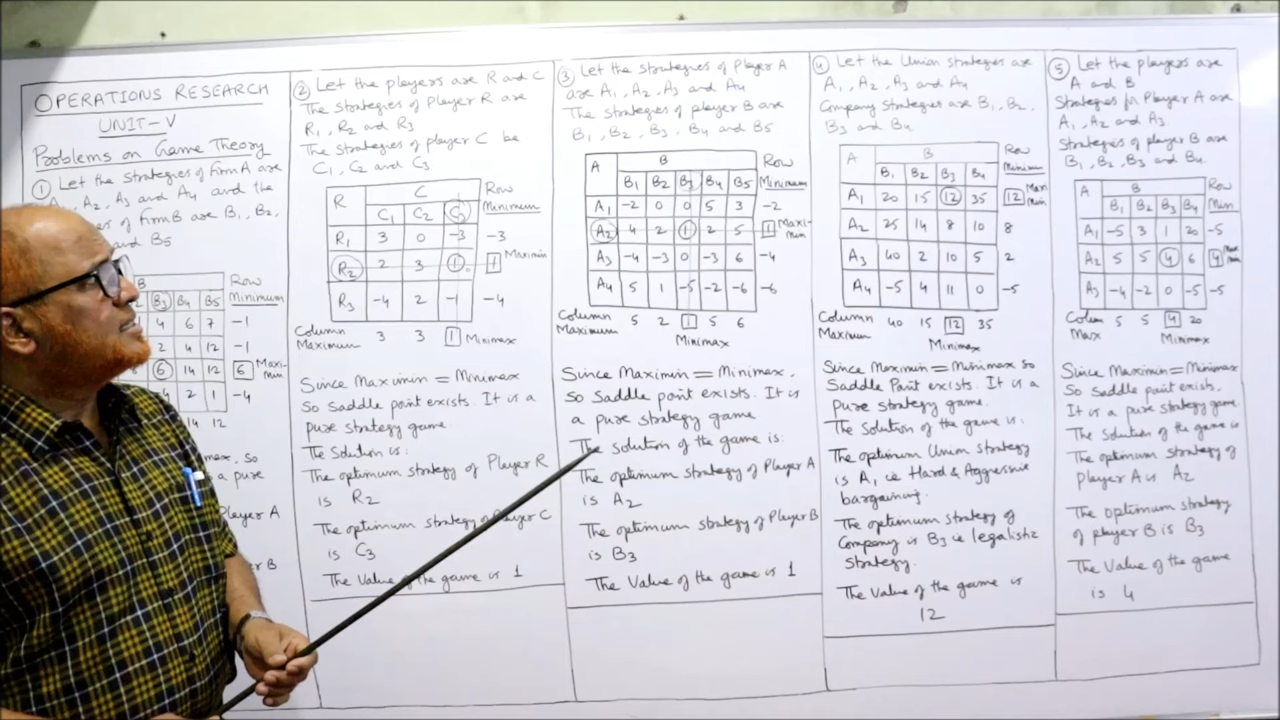 OPERATIONS RESEARCH
UNIT-V
Problems on Game Theory
① Let the strategies of Firm A are
A₁, A₂, A₃ and A₄ and the
of Firm B are B₁, B₂,
and B5
B
B₃ B₄ B5 Row Minimum
4 6 7 -1
2 4 12 -1
6 14 12 6 Maximin
2 1 -4
14 12
so
a pure
Player A
② Let the players are R and C
The strategies of Player R are
R₁, R₂ and R₃
The strategies of player C be
C₁, C₂ and C₃
R C Row Minimum
C₁ C₂ C₃
R₁ 3 0 -3 -3
R₂ 2 3 1 1 Maximin
R₃ -4 2 -1 -4
Column Maximum 3 3 1 Minimax
Since Maximin = Minimax
So Saddle point exists. It is a
pure strategy game.
The Solution is:
The optimum strategy of Player R
is R₂
The optimum strategy of Player C
is C₃
The Value of the game is 1
③ Let the strategies of Player A
are A₁, A₂, A₃ and A₄
The strategies of player B are
B₁, B₂, B₃, B₄ and B5
A B Row Minimum
B₁ B₂ B₃ B₄ B5
A₁ -2 0 0 5 3 -2
A₂ 4 2 1 2 5 1 Maximin
A₃ -4 -3 0 -3 6 -4
A₄ 5 1 -5 -2 -6 -6
Column Maximum 5 2 1 5 6
Minimax
Since Maximin = Minimax,
So saddle point exists. It is
a pure strategy game
The solution of the game is:
The optimum strategy of Player A
is A₂
The optimum strategy of Player B
is B₃
The Value of the game is 1
④ Let the Union strategies are
A₁, A₂, A₃ and A₄
Company strategies are B₁, B₂,
B₃ and B₄
A B Row Minimum
B₁ B₂ B₃ B₄
A₁ 20 15 12 35 12 Maximin
A₂ 25 14 8 10 8
A₃ 40 2 10 5 2
A₄ -5 4 11 0 -5
Column Maximum 40 15 12 35
Minimax
Since Maximin = Minimax so
Saddle Point exists. It is a
Pure strategy game.
The Solution of the game is:
The optimum Union strategy
is A₁ ie Hard & Aggressive
bargaining.
The optimum strategy of
Company is B₃ ie legalistic
strategy.
The Value of the game is
12
⑤ Let the players are
A and B
Strategies for Player A are
A₁, A₂ and A₃
Strategies of player B are
B₁, B₂, B₃ and B₄
A B Row Min
B₁ B₂ B₃ B₄
A₁ -5 3 1 20 -5
A₂ 5 5 4 6 4 Maximin
A₃ -4 -2 0 -5 -5
Colum Max 5 5 4 20
Minimax
Since Maximin = Minimax
So Saddle point exists.
It is a pure strategy game
The Solution of the game is
The optimum strategy of
player A is A₂
The optimum strategy
of player B is B₃
The Value of the game
is 4